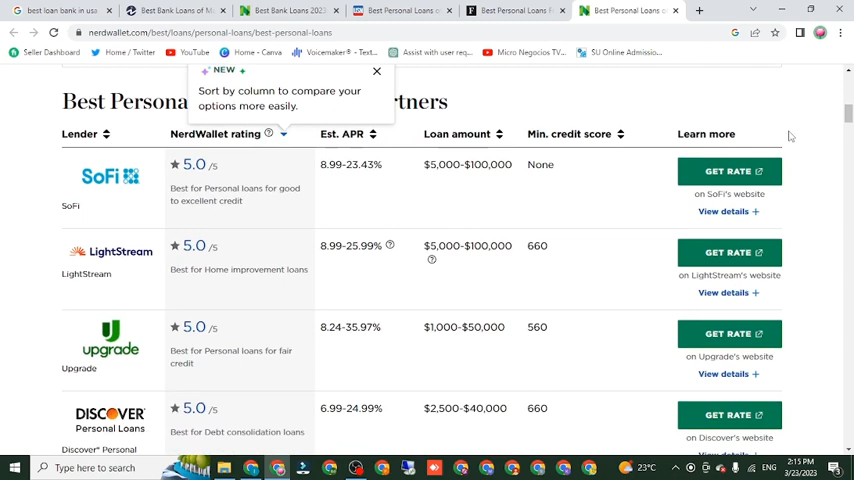 best loan bank in usa
Best Bank Loans of Ma
Best Bank Loans 2023
Best Personal Loans o
Best Personal Loans F
Best Personal Loans o
nerdwallet.com/best/loans/personal-loans/best-personal-loans
Seller Dashboard
Home / Twitter
YouTube
Home - Canva
Voicemaker® - Text...
Assist with user req...
Micro Negocios TV...
SU Online Admissio...
NEW
Sort by column to compare your
options more easily.
Best Persona
rtners
Lender
NerdWallet rating
Est. APR
Loan amount
Min. credit score
Learn more
SoFi
SoFi
5.0 /5
Best for Personal loans for good
to excellent credit
8.99-23.43%
$5,000-$100,000
None
GET RATE
on SoFi's website
View details +
LightStream
LightStream
5.0 /5
Best for Home improvement loans
8.99-25.99%
$5,000-$100,000
660
GET RATE
on LightStream's website
View details +
upgrade
Upgrade
5.0 /5
Best for Personal loans for fair
credit
8.24-35.97%
$1,000-$50,000
560
GET RATE
on Upgrade's website
View details +
DISCOVER
Personal Loans
Discover® Personal
5.0 /5
Best for Debt consolidation loans
6.99-24.99%
$2,500-$40,000
660
GET RATE
on Discover's website
Type here to search
23°C
ENG
2:15 PM
3/23/2023
3